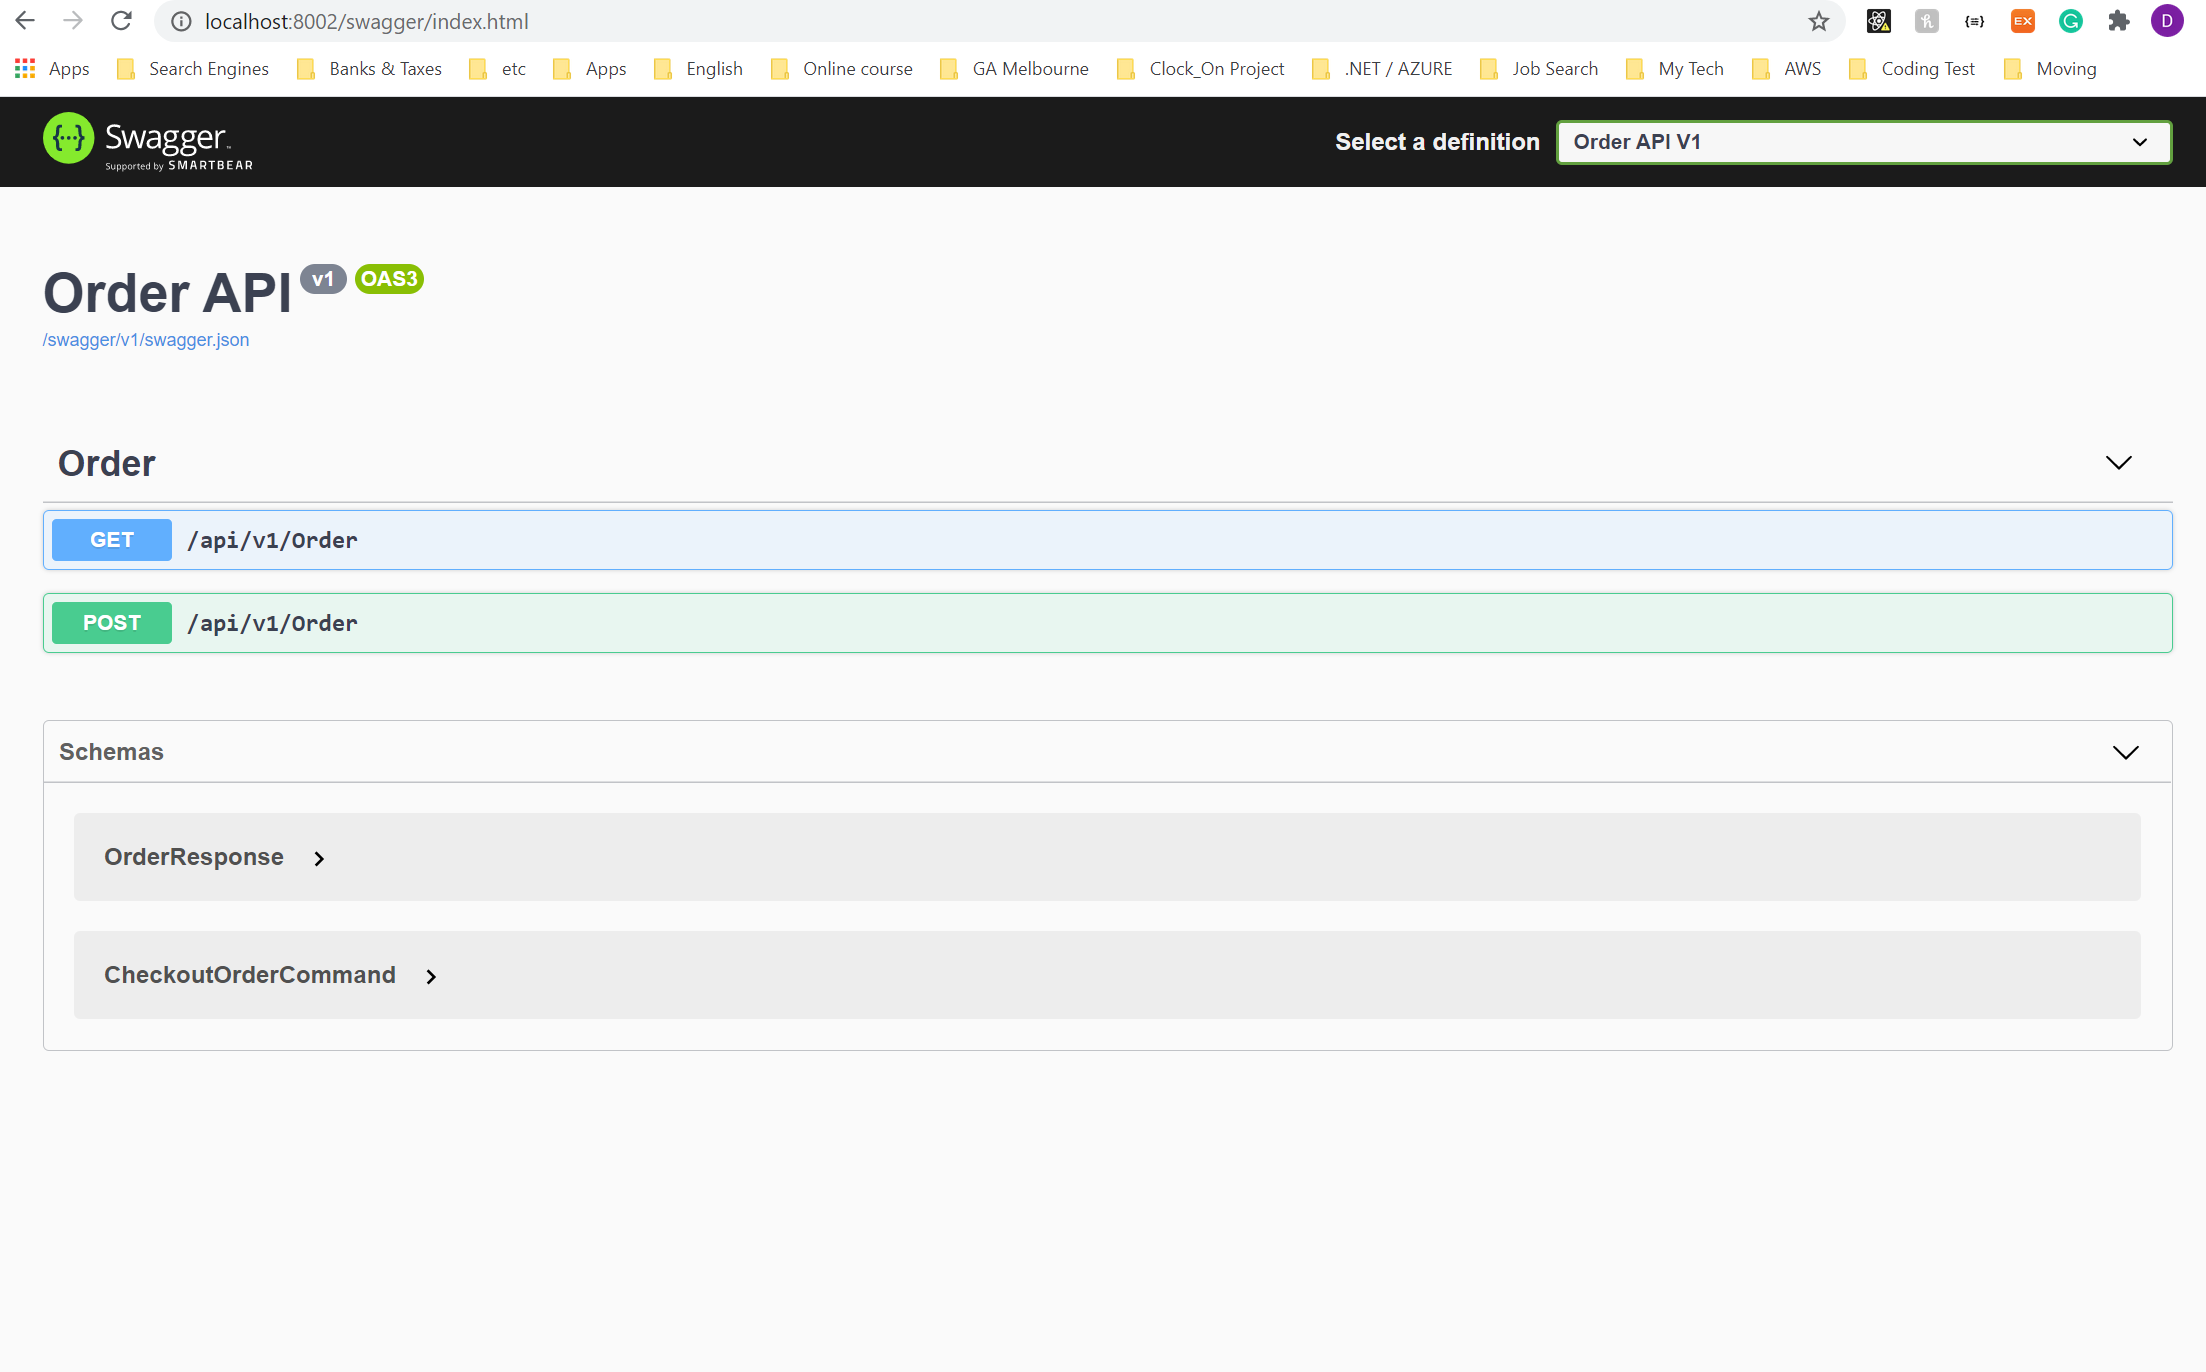 localhost:8002/swagger/index.html
EX
D
Apps
Search Engines
Banks & Taxes
etc
Apps
English
Online course
GA Melbourne
Clock_On Project
.NET / AZURE
Job Search
My Tech
AWS
Coding Test
Moving
{···} Swagger™
Supported by SMARTBEAR
Select a definition
Order API V1
Order API v1 OAS3
/swagger/v1/swagger.json
Order
GET /api/v1/Order
POST /api/v1/Order
Schemas
OrderResponse
CheckoutOrderCommand